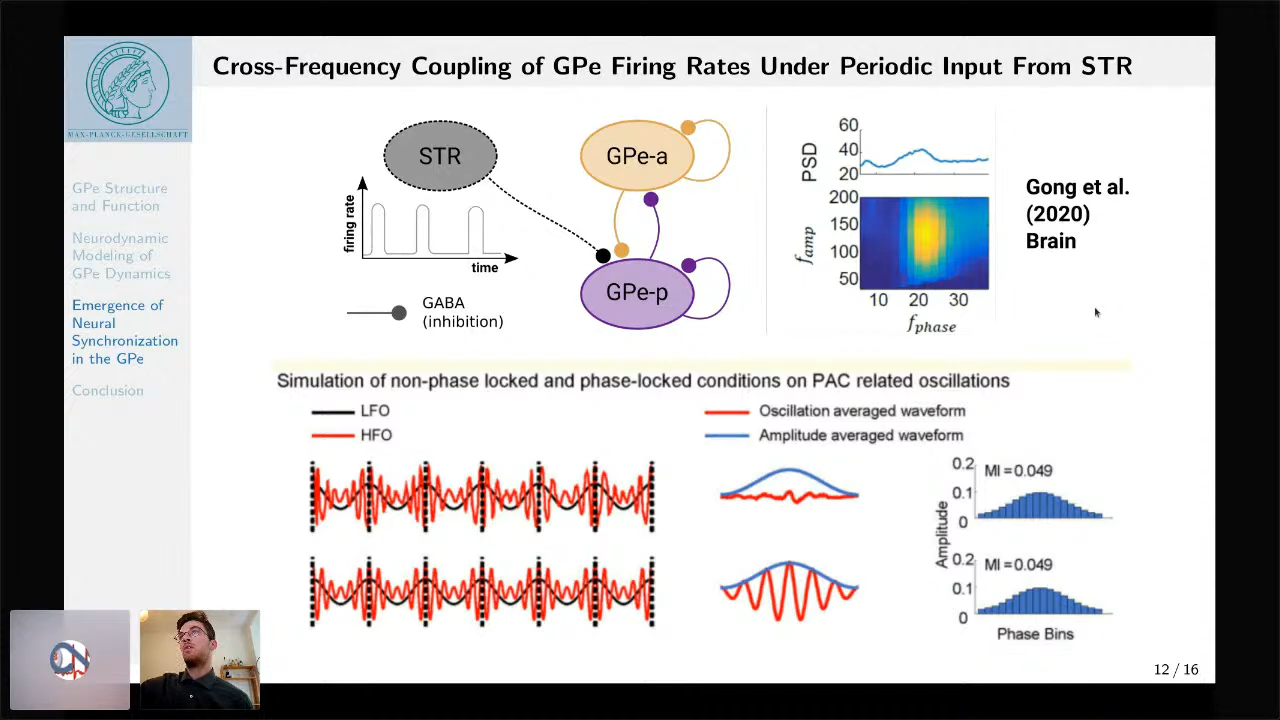 Cross-Frequency Coupling of GPe Firing Rates Under Periodic Input From STR
MAX-PLANCK-GESELLSCHAFT
GPe Structure
and Function
Neurodynamic
Modeling of
GPe Dynamics
Emergence of
Neural
Synchronization
in the GPe
Conclusion
STR
firing rate
time
GABA
(inhibition)
GPe-a
GPe-p
PSD
60
40
20
f_amp
200
150
100
50
10 20 30
f_phase
Gong et al.
(2020)
Brain
Simulation of non-phase locked and phase-locked conditions on PAC related oscillations
LFO
HFO
Oscillation averaged waveform
Amplitude averaged waveform
Amplitude
0.2
0.1
0
MI = 0.049
0.2
0.1
0
MI = 0.049
Phase Bins
12 / 16